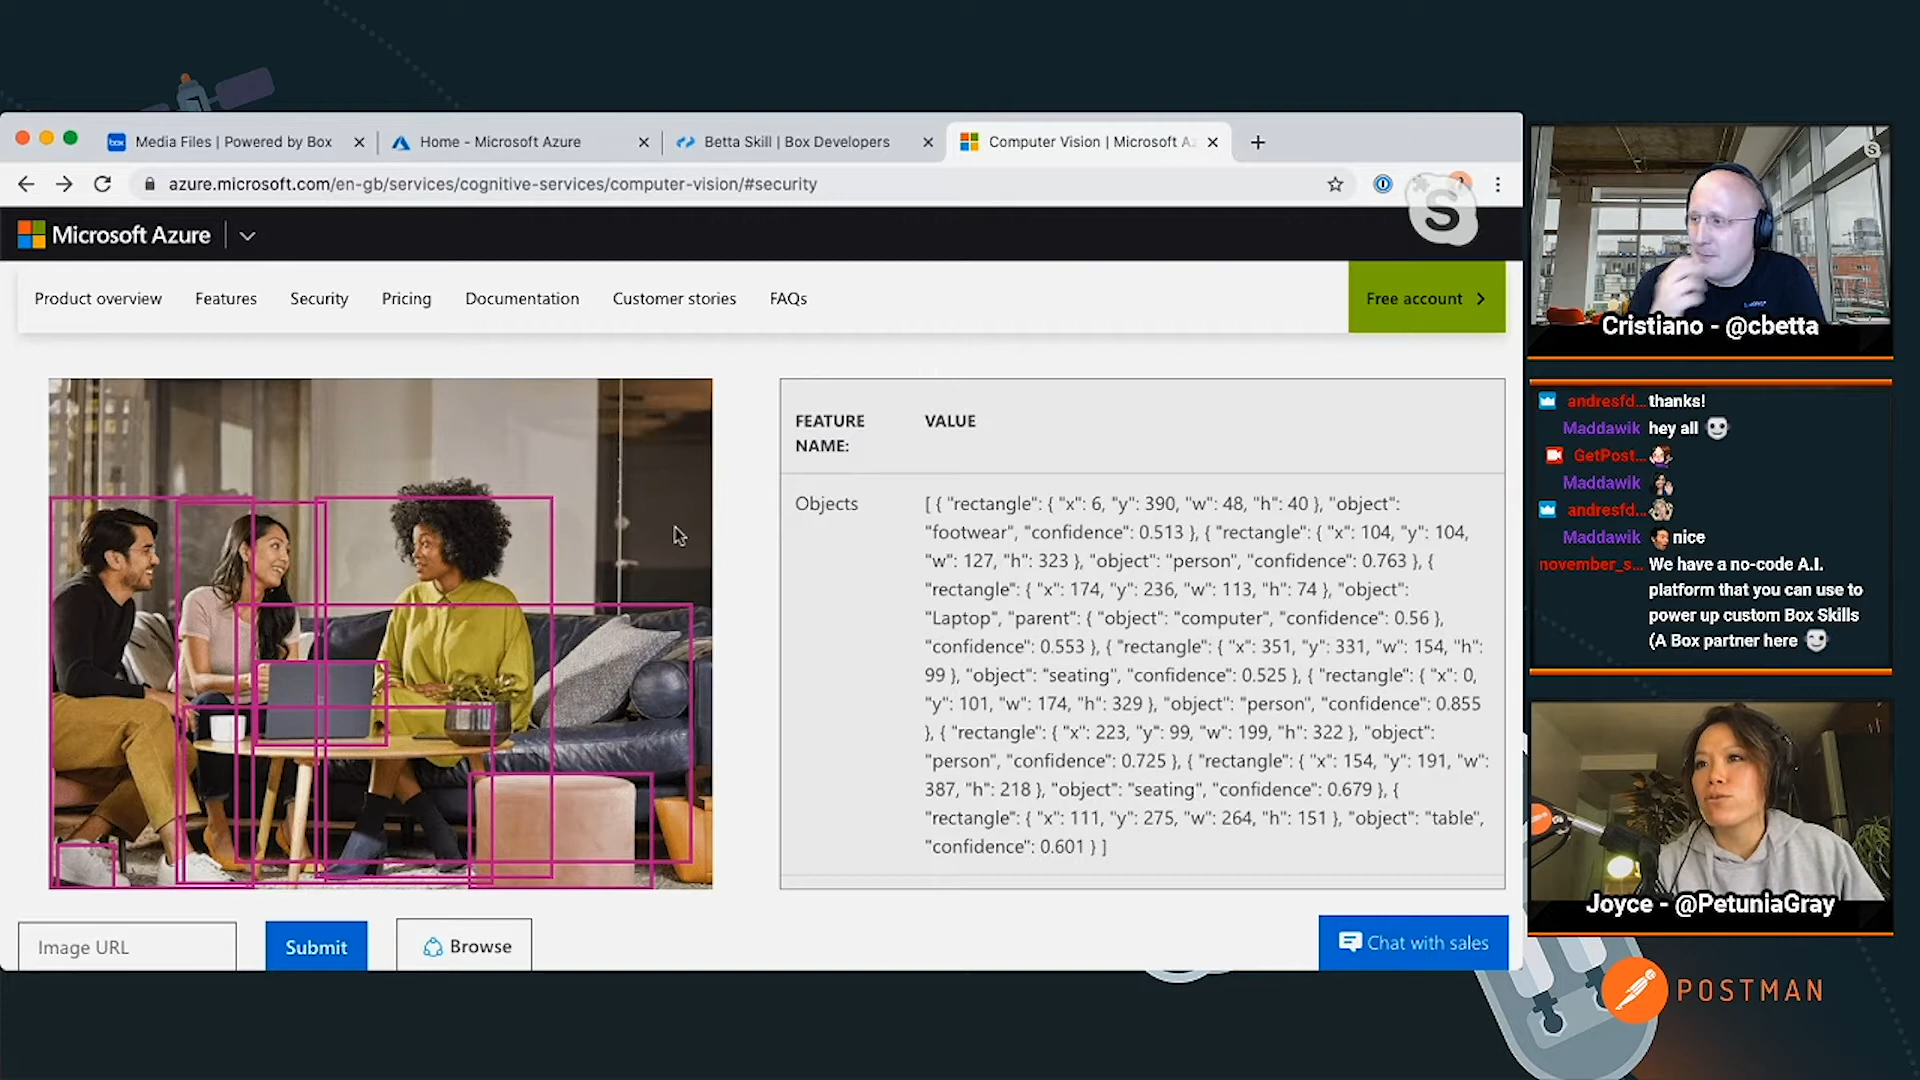 Media Files | Powered by Box
Home - Microsoft Azure
Betta Skill | Box Developers
Computer Vision | Microsoft Az
azure.microsoft.com/en-gb/services/cognitive-services/computer-vision/#security
Microsoft Azure
Product overview
Features
Security
Pricing
Documentation
Customer stories
FAQs
Free account
FEATURE
NAME:
VALUE
Objects
[ { "rectangle": { "x": 6, "y": 390, "w": 48, "h": 40 }, "object":
"footwear", "confidence": 0.513 }, { "rectangle": { "x": 104, "y": 104,
"w": 127, "h": 323 }, "object": "person", "confidence": 0.763 }, {
"rectangle": { "x": 174, "y": 236, "w": 113, "h": 74 }, "object":
"Laptop", "parent": { "object": "computer", "confidence": 0.56 },
"confidence": 0.553 }, { "rectangle": { "x": 351, "y": 331, "w": 154, "h":
99 }, "object": "seating", "confidence": 0.525 }, { "rectangle": { "x": 0,
"y": 101, "w": 174, "h": 329 }, "object": "person", "confidence": 0.855
}, { "rectangle": { "x": 223, "y": 99, "w": 199, "h": 322 }, "object":
"person", "confidence": 0.725 }, { "rectangle": { "x": 154, "y": 191, "w":
387, "h": 218 }, "object": "seating", "confidence": 0.679 }, {
"rectangle": { "x": 111, "y": 275, "w": 264, "h": 151 }, "object": "table",
"confidence": 0.601 } ]
Image URL
Submit
Browse
Chat with sales
Cristiano - @cbetta
andresfd... thanks!
Maddawik hey all
GetPost...
Maddawik
andresfd...
Maddawik nice
november_s... We have a no-code A.I.
platform that you can use to
power up custom Box Skills
(A Box partner here
Joyce - @PetuniaGray
POSTMAN